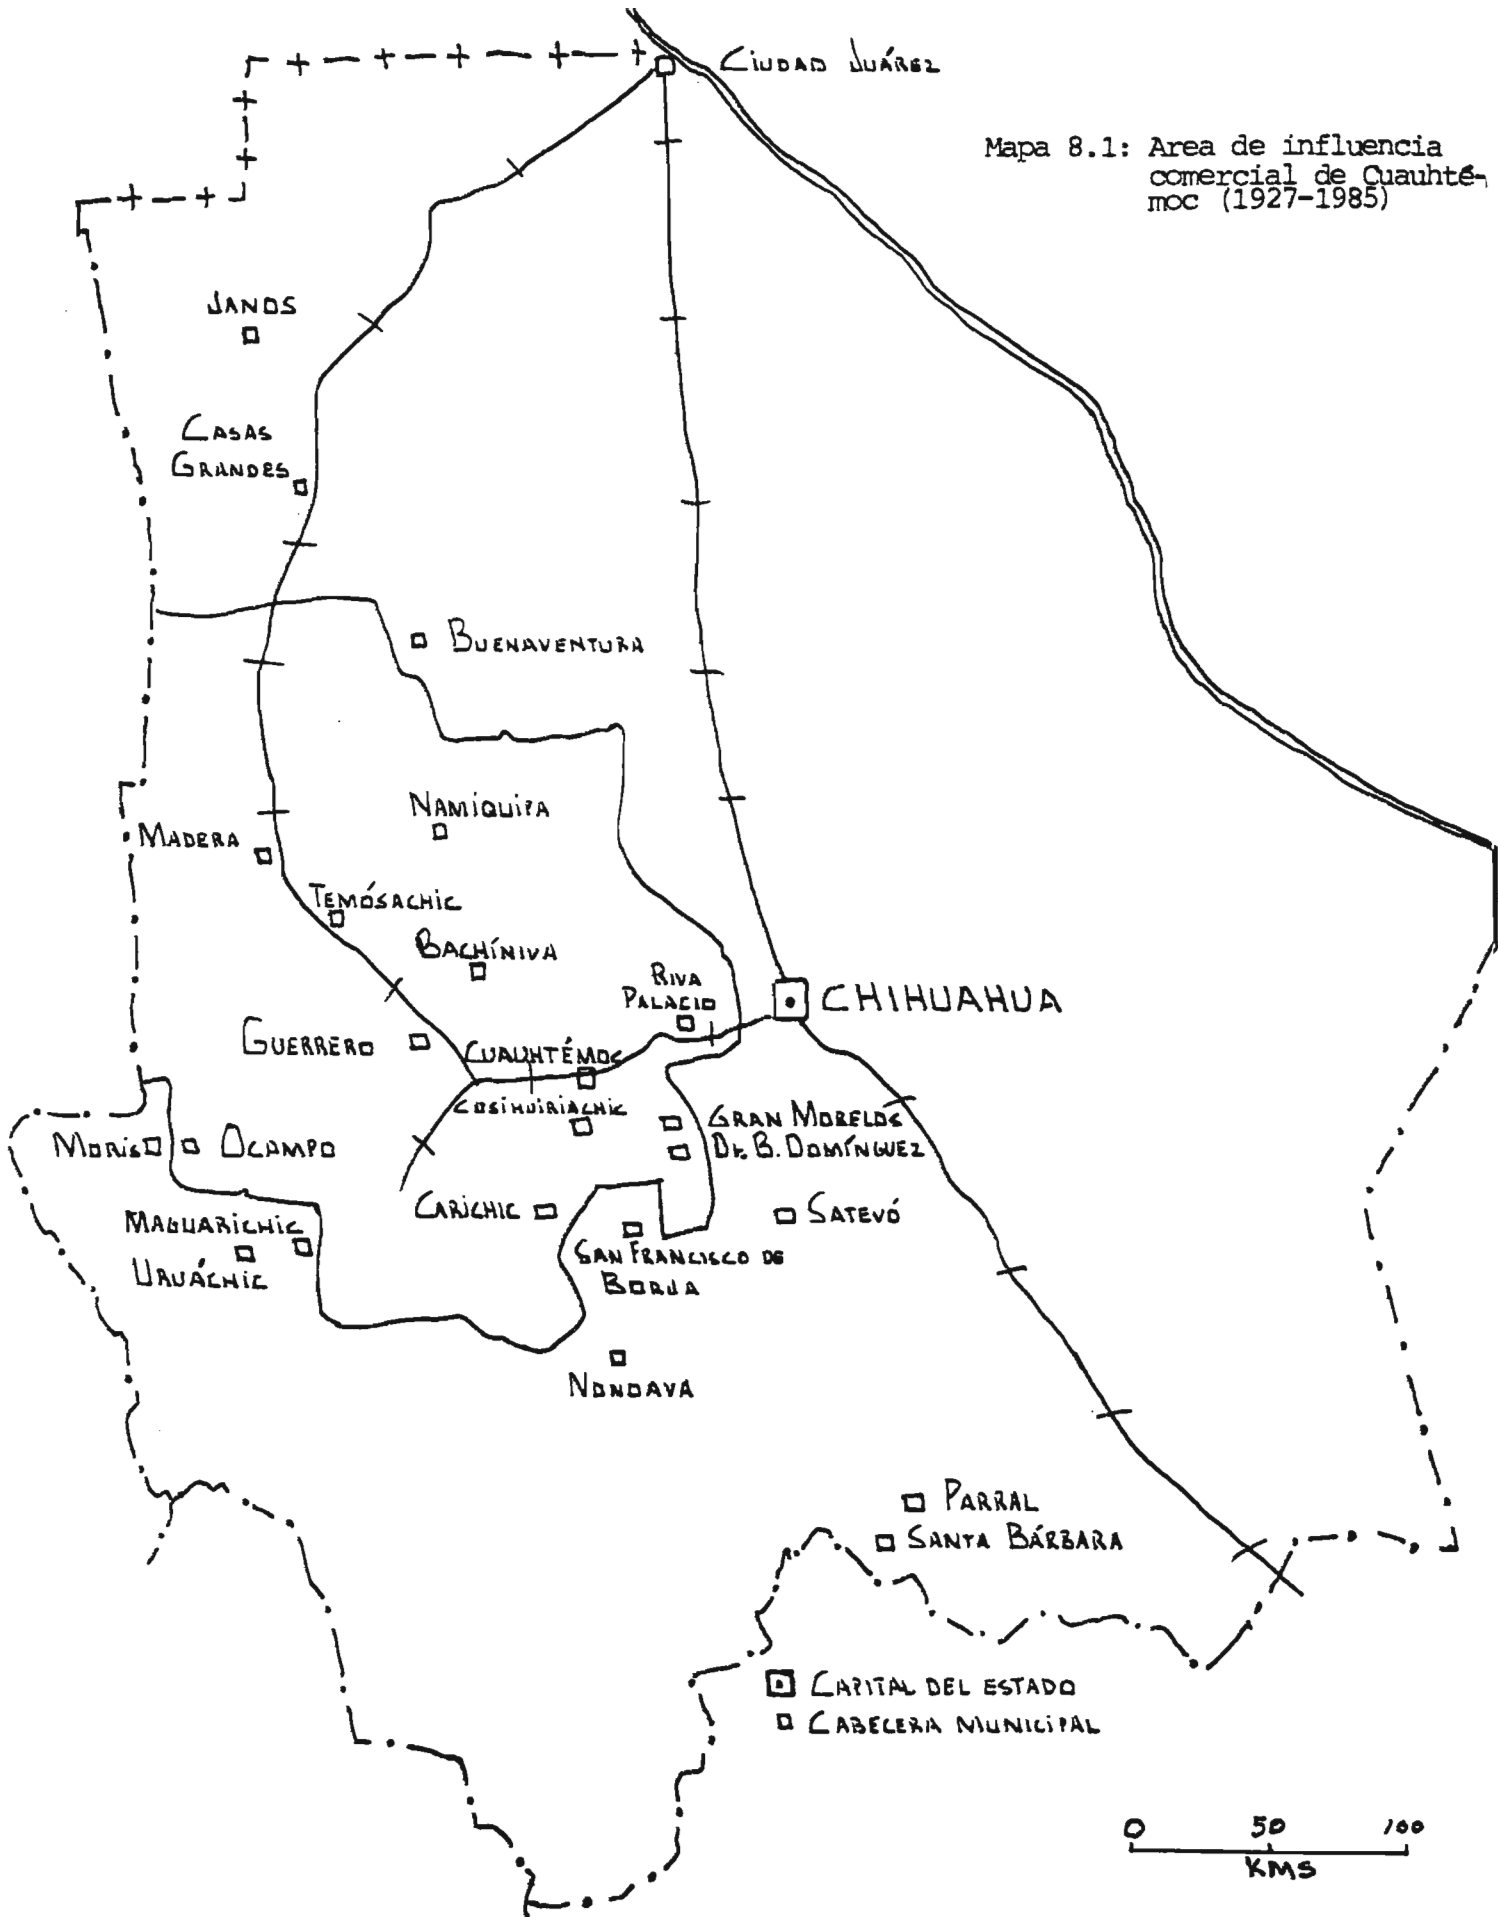 CIUDAD JUÁREZ
Mapa 8.1: Area de influencia
comercial de Cuauhté-
moc (1927-1985)
JANOS
CASAS
GRANDES
BUENAVENTURA
NAMIQUIPA
MADERA
TEMÓSACHIC
BACHÍNIVA
RIVA
PALACIO
CHIHUAHUA
GUERRERO
CUAUHTÉMOC
COSIHUIRIACHIC
GRAN MORELOS
MORIS
OCAMPO
Dr. B. DOMÍNGUEZ
CARICHIC
SATEVÓ
MAGUARICHIC
URUÁCHIC
SAN FRANCISCO DE
BORJA
NONOAVA
PARRAL
SANTA BÁRBARA
CAPITAL DEL ESTADO
CABECERA MUNICIPAL
0 50 100
KMS